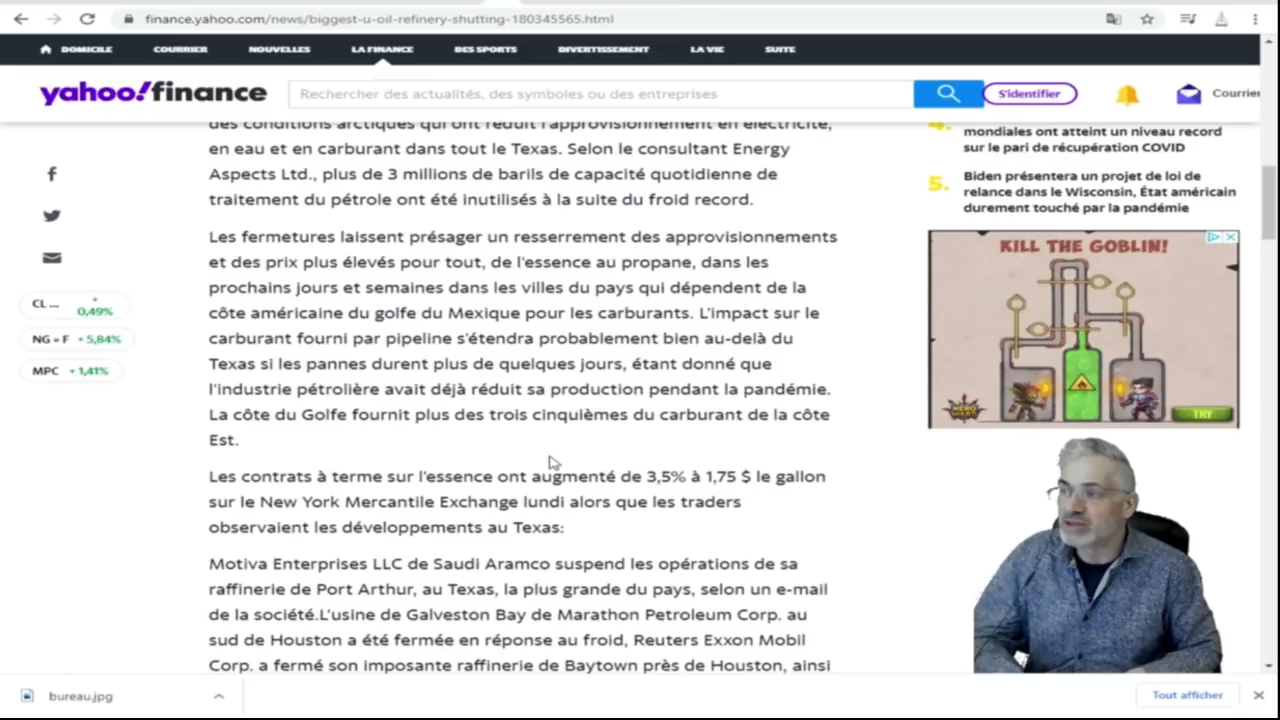 finance.yahoo.com/news/biggest-u-oil-refinery-shutting-180345565.html
DOMICILE COURRIER NOUVELLES LA FINANCE DES SPORTS DIVERTISSEMENT LA VIE SUITE
yahoo!finance
Rechercher des actualités, des symboles ou des entreprises
S'identifier
Courrier
des conditions arctiques qui ont réduit l'approvisionnement en électricité,
en eau et en carburant dans tout le Texas. Selon le consultant Energy
Aspects Ltd., plus de 3 millions de barils de capacité quotidienne de
traitement du pétrole ont été inutilisés à la suite du froid record.
Les fermetures laissent présager un resserrement des approvisionnements
et des prix plus élevés pour tout, de l'essence au propane, dans les
prochains jours et semaines dans les villes du pays qui dépendent de la
côte américaine du golfe du Mexique pour les carburants. L'impact sur le
carburant fourni par pipeline s'étendra probablement bien au-delà du
Texas si les pannes durent plus de quelques jours, étant donné que
l'industrie pétrolière avait déjà réduit sa production pendant la pandémie.
La côte du Golfe fournit plus des trois cinquièmes du carburant de la côte
Est.
Les contrats à terme sur l'essence ont augmenté de 3,5% à 1,75 $ le gallon
sur le New York Mercantile Exchange lundi alors que les traders
observaient les développements au Texas:
Motiva Enterprises LLC de Saudi Aramco suspend les opérations de sa
raffinerie de Port Arthur, au Texas, la plus grande du pays, selon un e-mail
de la société.L'usine de Galveston Bay de Marathon Petroleum Corp. au
sud de Houston a été fermée en réponse au froid, Reuters Exxon Mobil
Corp. a fermé son imposante raffinerie de Baytown près de Houston, ainsi
CL ... + 0,49%
NG = F + 5,84%
MPC + 1,41%
4. mondiales ont atteint un niveau record
sur le pari de récupération COVID
5. Biden présentera un projet de loi de
relance dans le Wisconsin, État américain
durement touché par la pandémie
KILL THE GOBLIN!
HERO WARS
TRY
bureau.jpg
Tout afficher